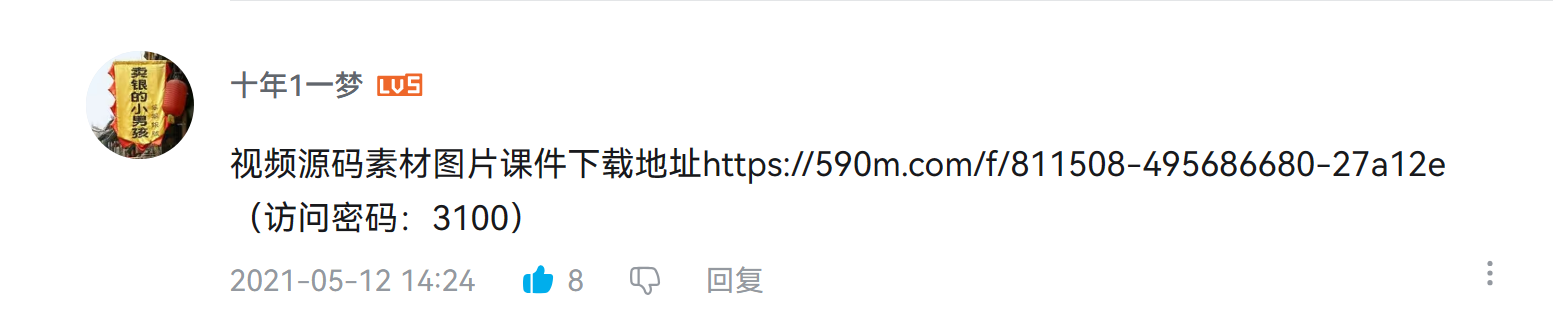 卖银的小男孩
十年1一梦 LV5
视频源码素材图片课件下载地址https://590m.com/f/811508-495686680-27a12e
（访问密码：3100）
2021-05-12 14:24 8 回复